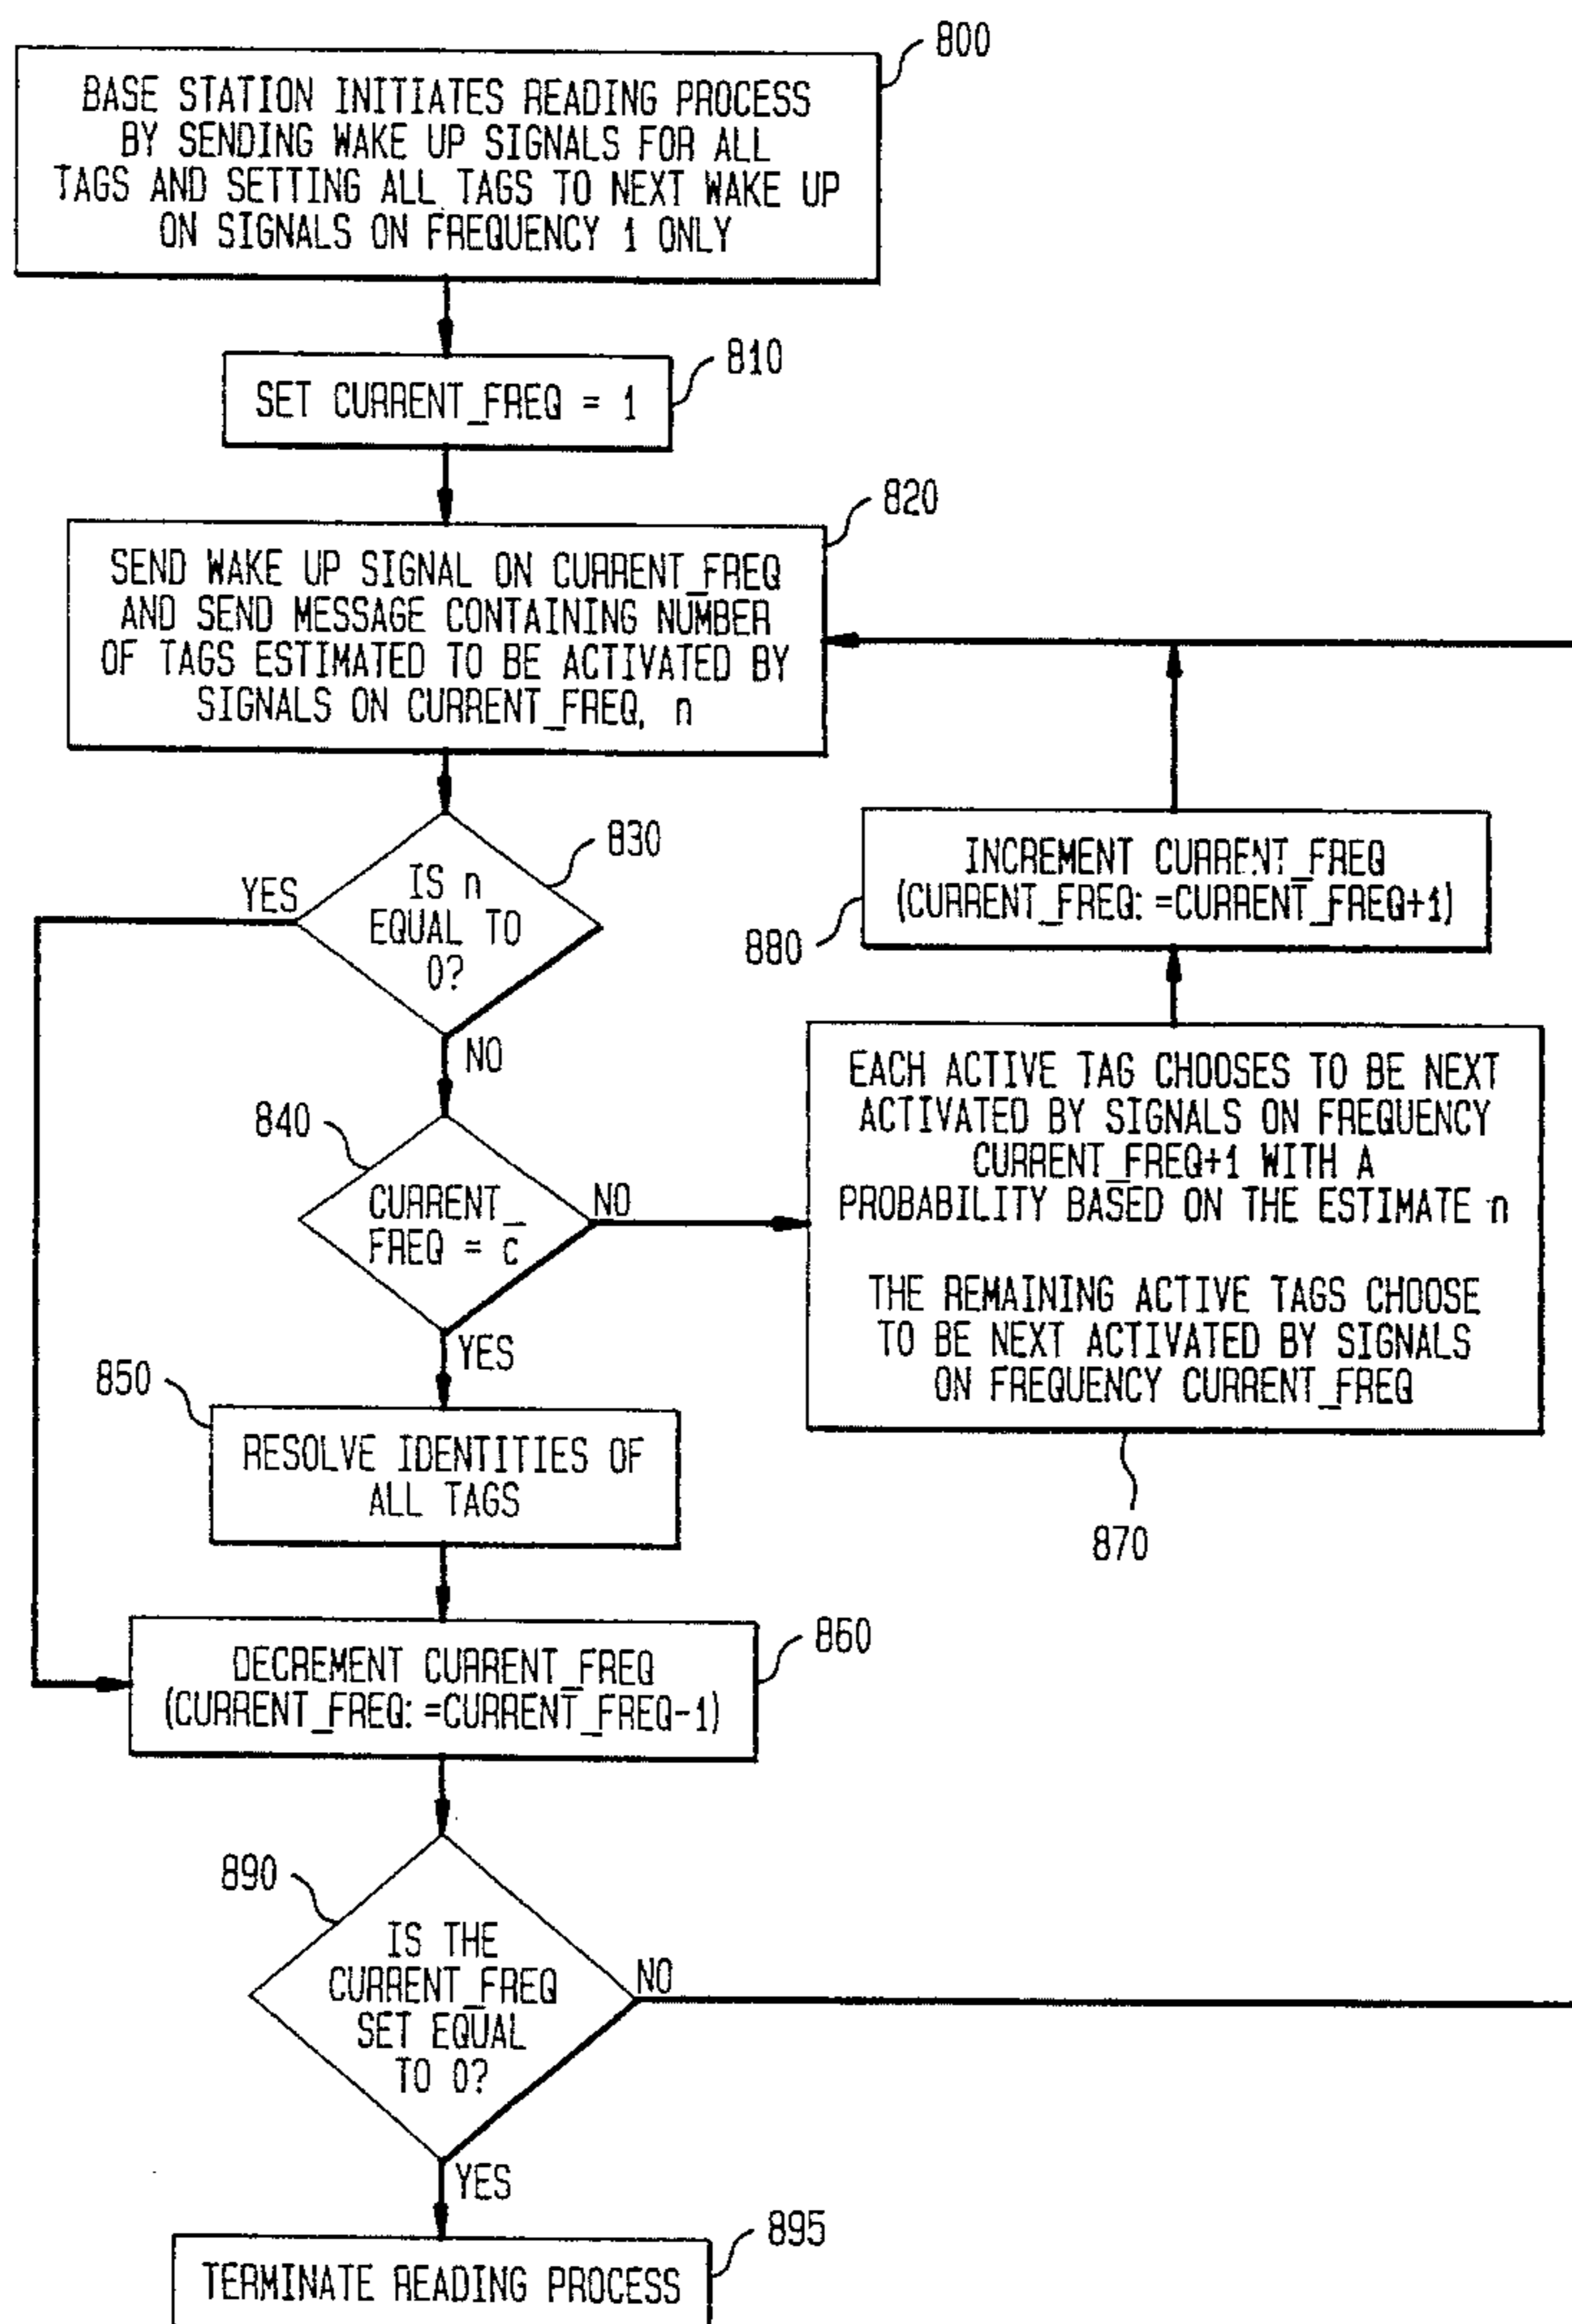 800
BASE STATION INITIATES READING PROCESS
BY SENDING WAKE UP SIGNALS FOR ALL
TAGS AND SETTING ALL TAGS TO NEXT WAKE UP
ON SIGNALS ON FREQUENCY 1 ONLY
810
SET CURRENT_FREQ = 1
820
SEND WAKE UP SIGNAL ON CURRENT_FREQ
AND SEND MESSAGE CONTAINING NUMBER
OF TAGS ESTIMATED TO BE ACTIVATED BY
SIGNALS ON CURRENT_FREQ, n
830
IS n
EQUAL TO
0?
YES
NO
840
CURRENT_
FREQ = c
NO
YES
880
INCREMENT CURRENT_FREQ
(CURRENT_FREQ: =CURRENT_FREQ+1)
EACH ACTIVE TAG CHOOSES TO BE NEXT
ACTIVATED BY SIGNALS ON FREQUENCY
CURRENT_FREQ+1 WITH A
PROBABILITY BASED ON THE ESTIMATE n
THE REMAINING ACTIVE TAGS CHOOSE
TO BE NEXT ACTIVATED BY SIGNALS
ON FREQUENCY CURRENT_FREQ
870
850
RESOLVE IDENTITIES OF
ALL TAGS
860
DECREMENT CURRENT_FREQ
(CURRENT_FREQ: =CURRENT_FREQ-1)
890
IS THE
CURRENT_FREQ
SET EQUAL
TO 0?
NO
YES
895
TERMINATE READING PROCESS